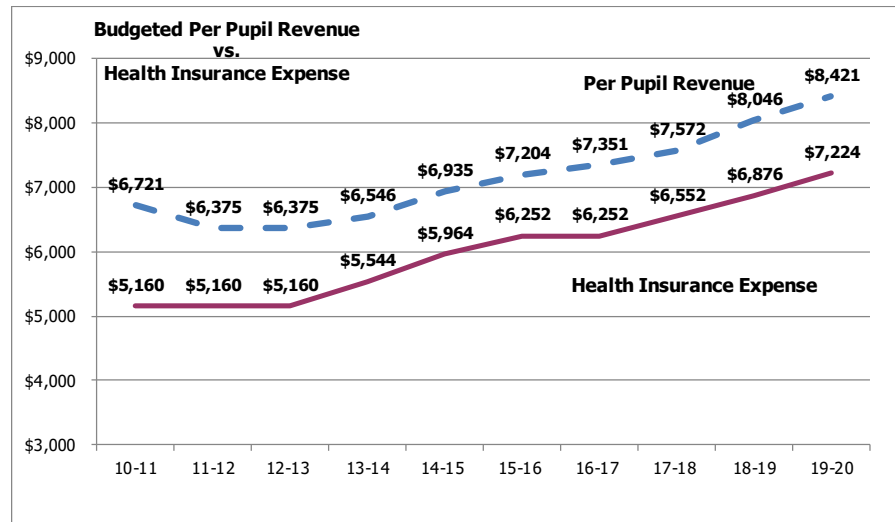 Budgeted Per Pupil Revenue
vs.
Health Insurance Expense
Per Pupil Revenue
Health Insurance Expense
$9,000
$8,000
$7,000
$6,000
$5,000
$4,000
$3,000
$6,721 $6,375 $6,375 $6,546 $6,935 $7,204 $7,351 $7,572 $8,046 $8,421
$5,160 $5,160 $5,160 $5,544 $5,964 $6,252 $6,252 $6,552 $6,876 $7,224
10-11 11-12 12-13 13-14 14-15 15-16 16-17 17-18 18-19 19-20